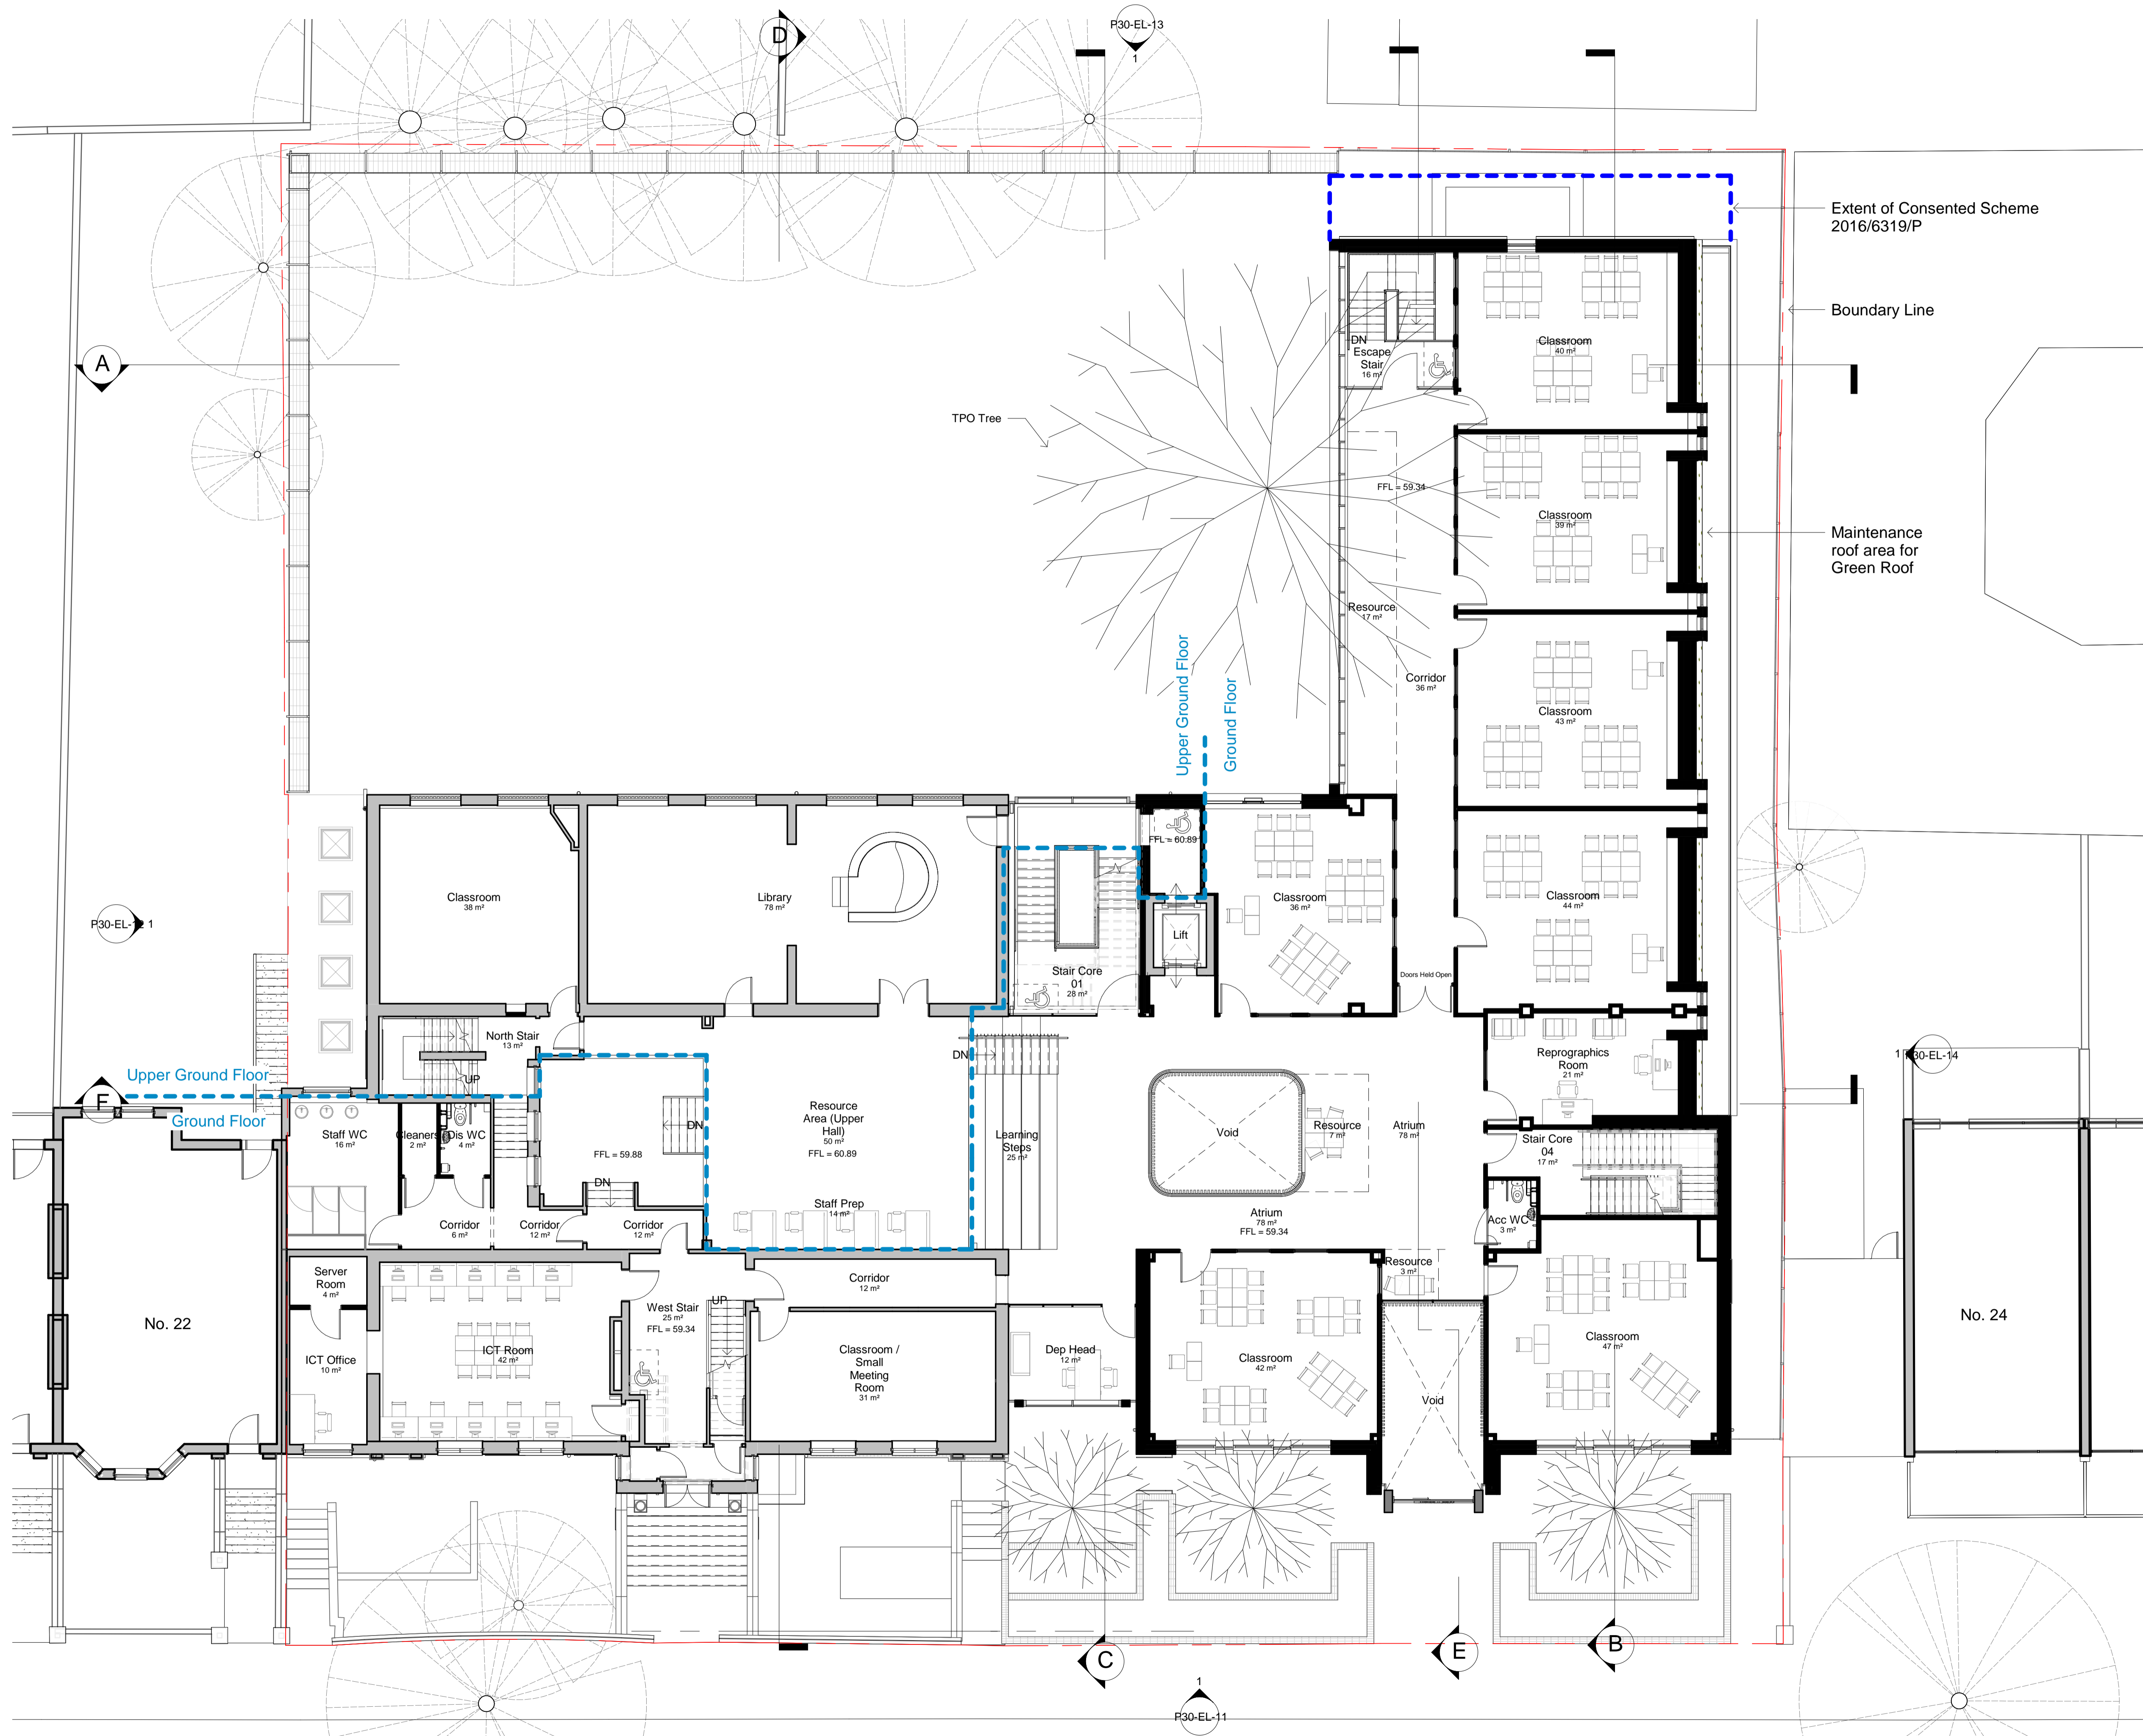 D
P30-EL-13
1
Extent of Consented Scheme
2016/6319/P
Boundary Line
A
DN
Escape
Stair
16 m²
Classroom
40 m²
TPO Tree
FFL = 59.34
Classroom
39 m²
Maintenance
roof area for
Green Roof
Resource
17 m²
Corridor
36 m²
Classroom
43 m²
Upper Ground Floor
Ground Floor
FFL = 60.89
Classroom
38 m²
Library
78 m²
Classroom
36 m²
Classroom
44 m²
P30-EL-12
1
Lift
Stair Core
01
28 m²
Doors Held Open
North Stair
13 m²
UP
DN
Reprographics
Room
21 m²
1
P30-EL-14
Upper Ground Floor
F
Ground Floor
Staff WC
16 m²
Cleaners
2 m²
Dis WC
4 m²
DN
FFL = 59.88
DN
Resource
Area (Upper
Hall)
50 m²
FFL = 60.89
Learning
Steps
25 m²
Void
Resource
7 m²
Atrium
78 m²
Stair Core
04
17 m²
Staff Prep
14 m²
Corridor
6 m²
Corridor
12 m²
Corridor
12 m²
Atrium
78 m²
FFL = 59.34
Acc WC
3 m²
Server
Room
4 m²
Corridor
12 m²
Resource
3 m²
No. 22
West Stair
25 m²
FFL = 59.34
UP
No. 24
ICT Office
10 m²
ICT Room
42 m²
Classroom /
Small
Meeting
Room
31 m²
Dep Head
12 m²
Classroom
42 m²
Void
Classroom
47 m²
C
E
B
1
P30-EL-11